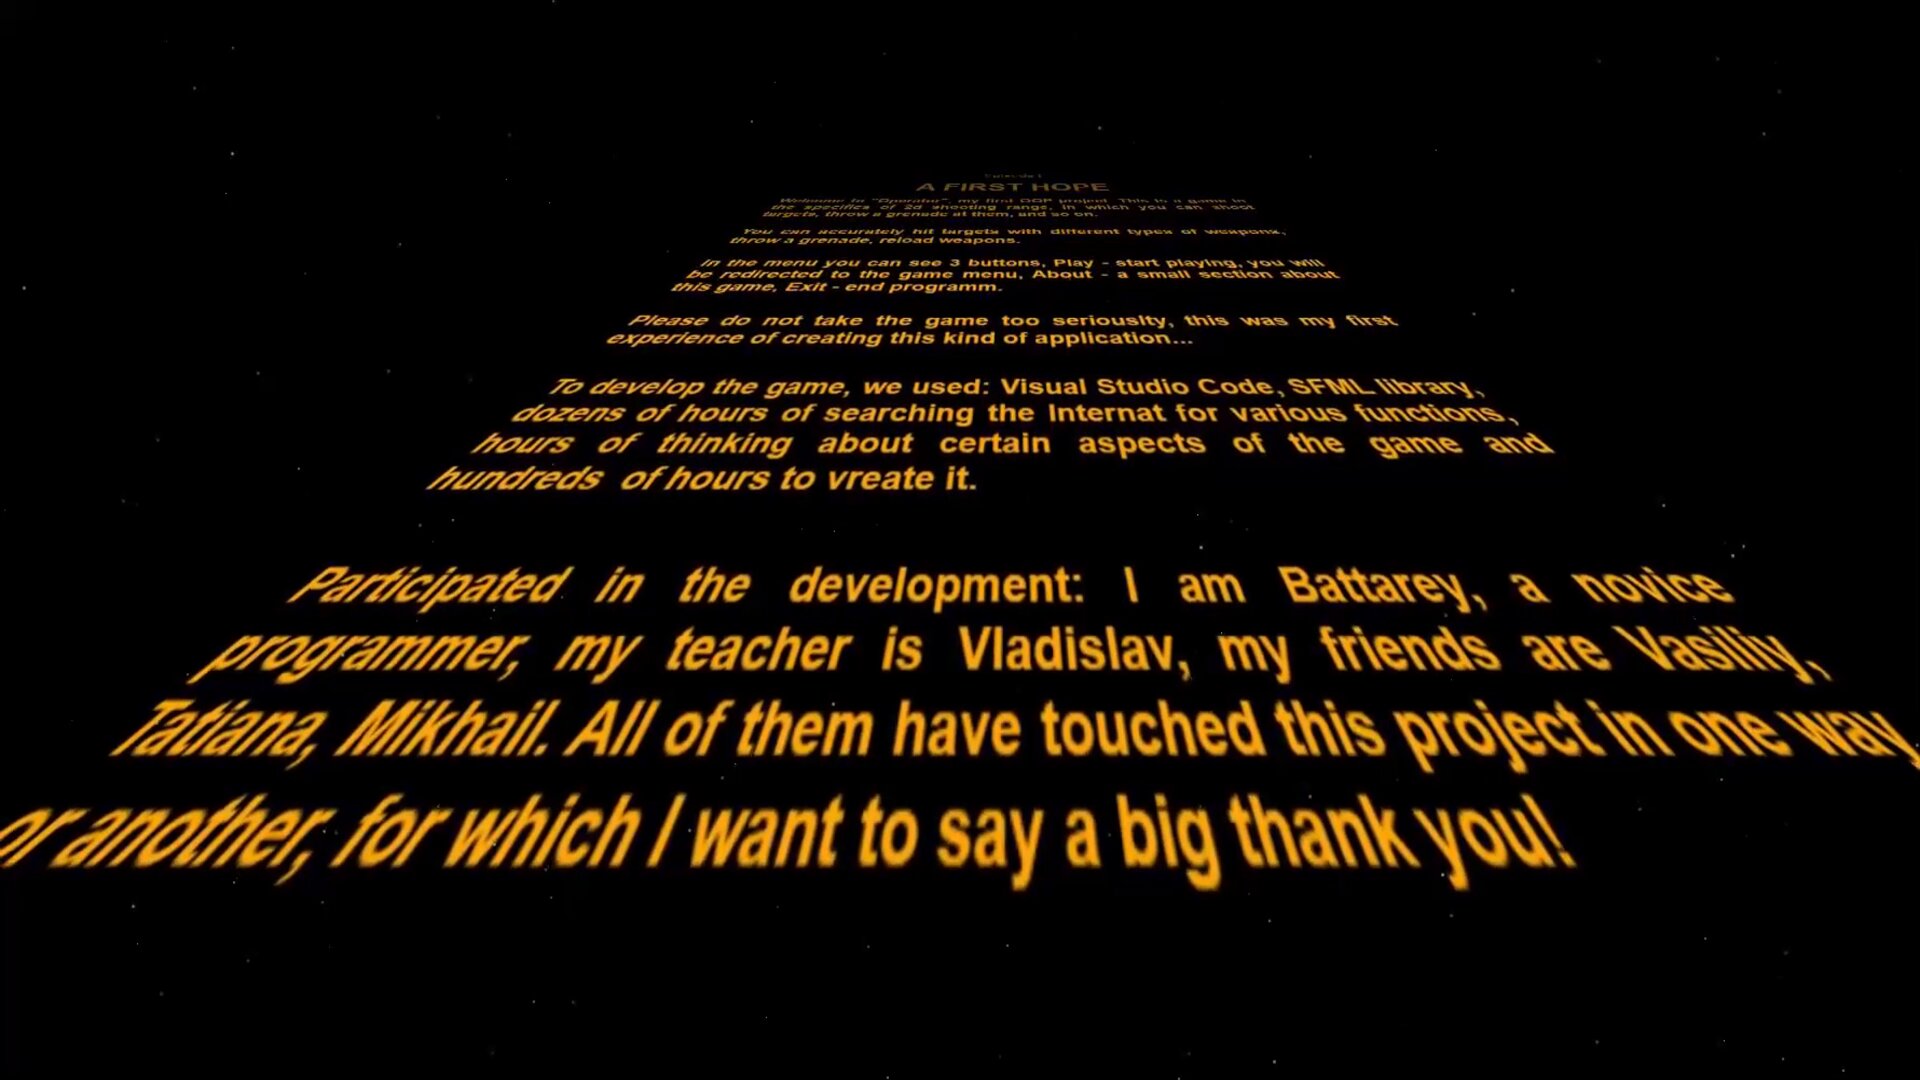 Episode I
A FIRST HOPE
Welcome to "Operator", my first OOP project. This is a game in
the specifics of 2d shooting range, in which you can shoot
targets, throw a grenade at them, and so on.
You can accurately hit targets with different types of weapons,
throw a grenade, reload weapons.
In the menu you can see 3 buttons, Play - start playing, you will
be redirected to the game menu, About - a small section about
this game, Exit - end programm.
Please do not take the game too seriouslty, this was my first
experience of creating this kind of application...
To develop the game, we used: Visual Studio Code, SFML library,
dozens of hours of searching the Internat for various functions,
hours of thinking about certain aspects of the game and
hundreds of hours to vreate it.
Participated in the development: I am Battarey, a novice
programmer, my teacher is Vladislav, my friends are Vasiliy,
Tatiana, Mikhail. All of them have touched this project in one way
or another, for which I want to say a big thank you!